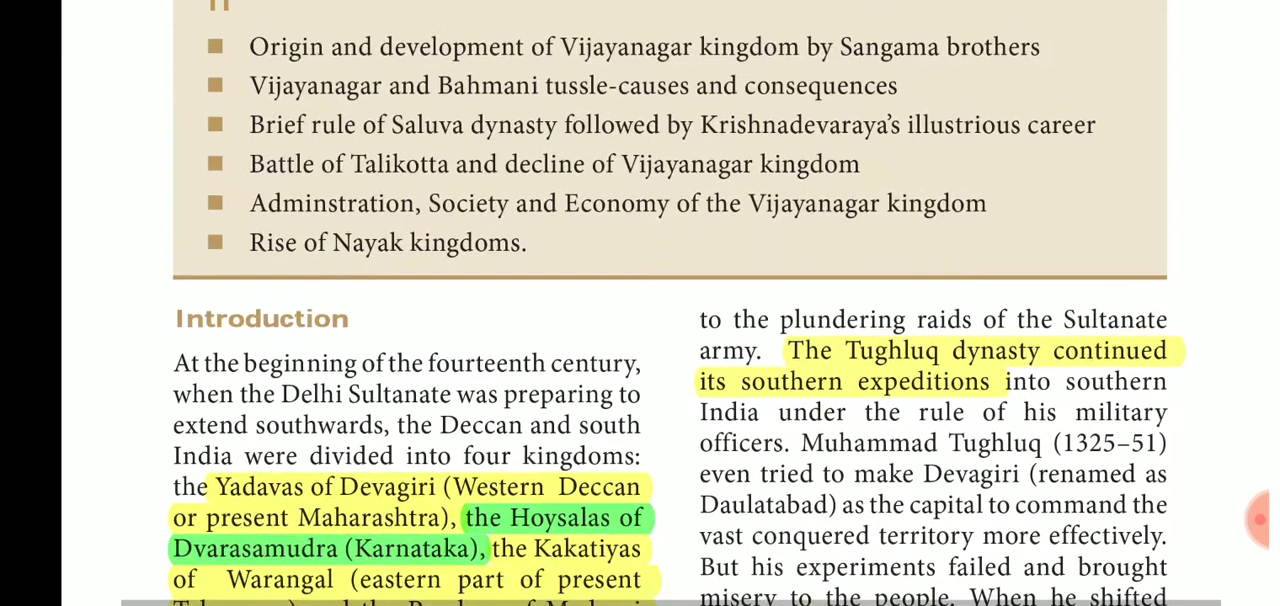 Origin and development of Vijayanagar kingdom by Sangama brothers
Vijayanagar and Bahmani tussle-causes and consequences
Brief rule of Saluva dynasty followed by Krishnadevaraya's illustrious career
Battle of Talikotta and decline of Vijayanagar kingdom
Adminstration, Society and Economy of the Vijayanagar kingdom
Rise of Nayak kingdoms.
Introduction
At the beginning of the fourteenth century,
when the Delhi Sultanate was preparing to
extend southwards, the Deccan and south
India were divided into four kingdoms:
the Yadavas of Devagiri (Western Deccan
or present Maharashtra), the Hoysalas of
Dvarasamudra (Karnataka), the Kakatiyas
of Warangal (eastern part of present
to the plundering raids of the Sultanate
army. The Tughluq dynasty continued
its southern expeditions into southern
India under the rule of his military
officers. Muhammad Tughluq (1325–51)
even tried to make Devagiri (renamed as
Daulatabad) as the capital to command the
vast conquered territory more effectively.
But his experiments failed and brought
misery to the people. When he shifted